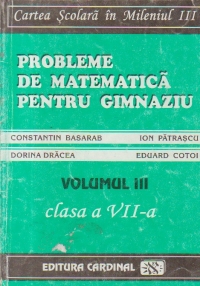 Cartea Școlară în Mileniul III
PROBLEME
DE MATEMATICĂ
PENTRU GIMNAZIU
CONSTANTIN BASARAB ION PĂTRAȘCU
DORINA DRĂCEA EDUARD COTOI
VOLUMUL III
clasa a VII-a
EDITURA CARDINAL